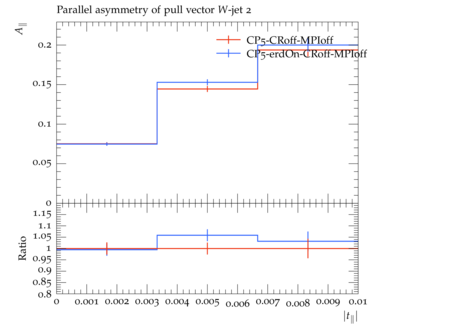 Parallel asymmetry of pull vector W-jet 2
A∥
0.2
0.15
0.1
0.05
0
CP5-CRoff-MPIoff
CP5-erdOn-CRoff-MPIoff
Ratio
1.15
1.1
1.05
1
0.95
0.9
0.85
0.8
0 0.001 0.002 0.003 0.004 0.005 0.006 0.007 0.008 0.009 0.01
|t∥|